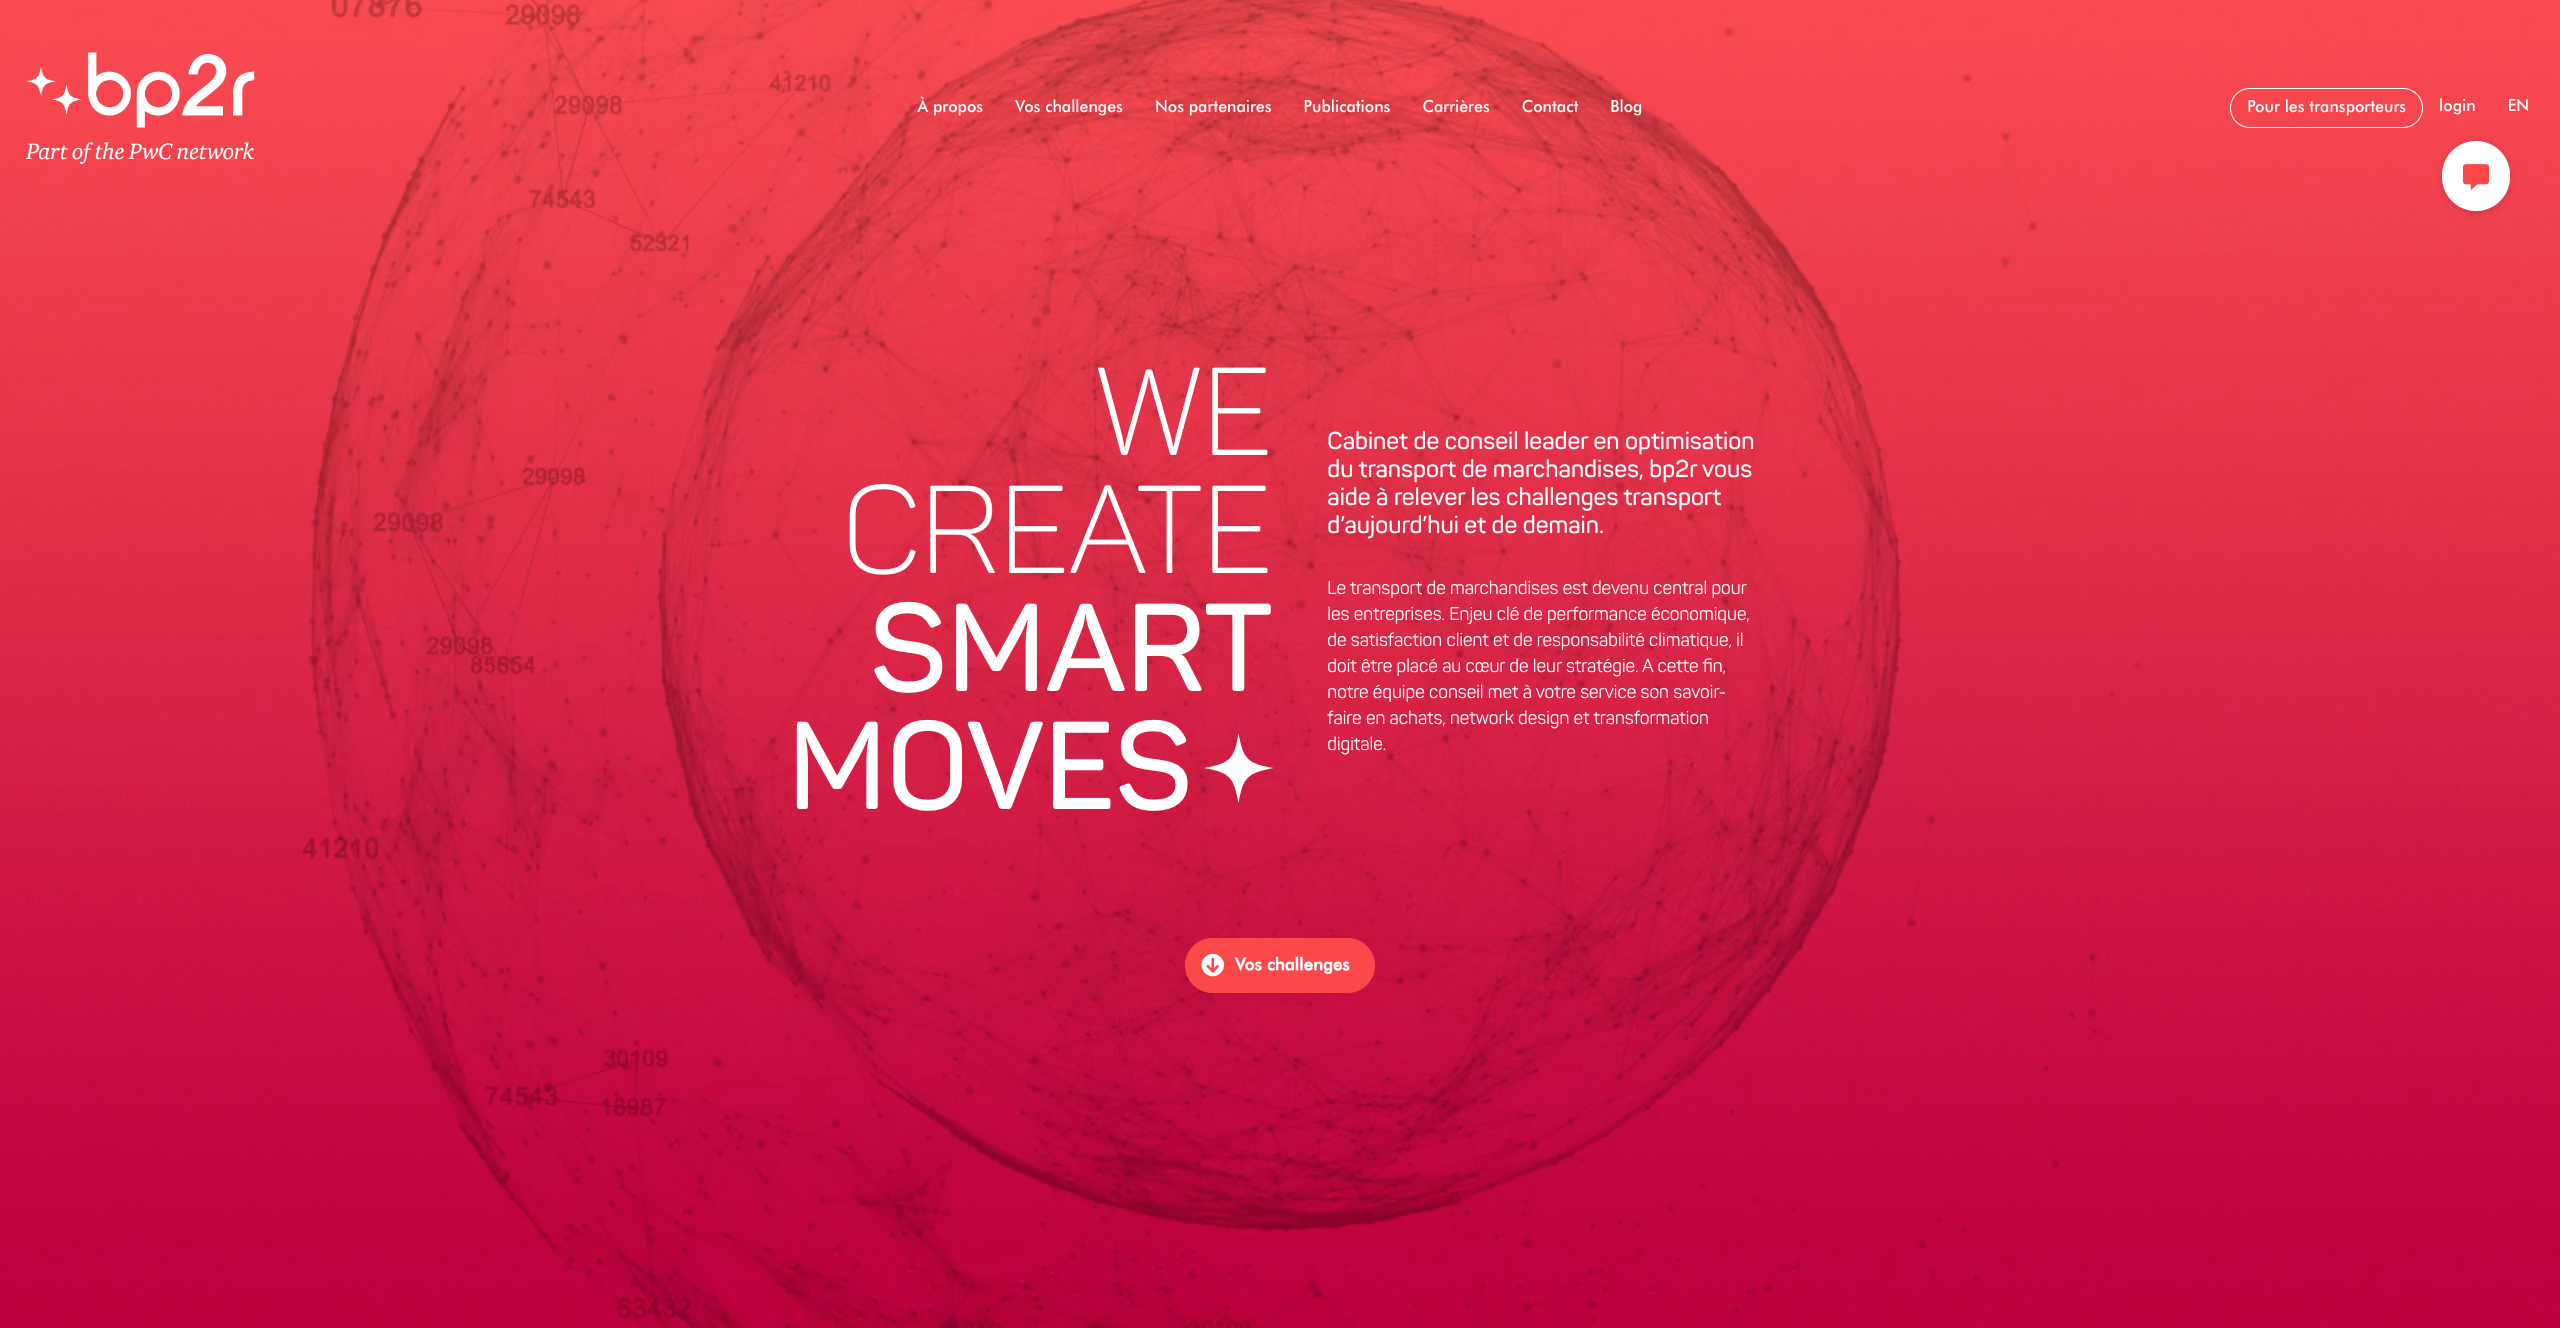 07876
29098
bp2r
Part of the PwC network
À propos
Vos challenges
Nos partenaires
Publications
Carrières
Contact
Blog
Pour les transporteurs
login
EN
41210
29098
74543
52321
WE
CREATE
SMART
MOVES
Cabinet de conseil leader en optimisation
du transport de marchandises, bp2r vous
aide à relever les challenges transport
d’aujourd’hui et de demain.
Le transport de marchandises est devenu central pour
les entreprises. Enjeu clé de performance économique,
de satisfaction client et de responsabilité climatique, il
doit être placé au cœur de leur stratégie. A cette fin,
notre équipe conseil met à votre service son savoir-
faire en achats, network design et transformation
digitale.
29098
29098
29098
85654
41210
Vos challenges
30109
74543
18987
63432